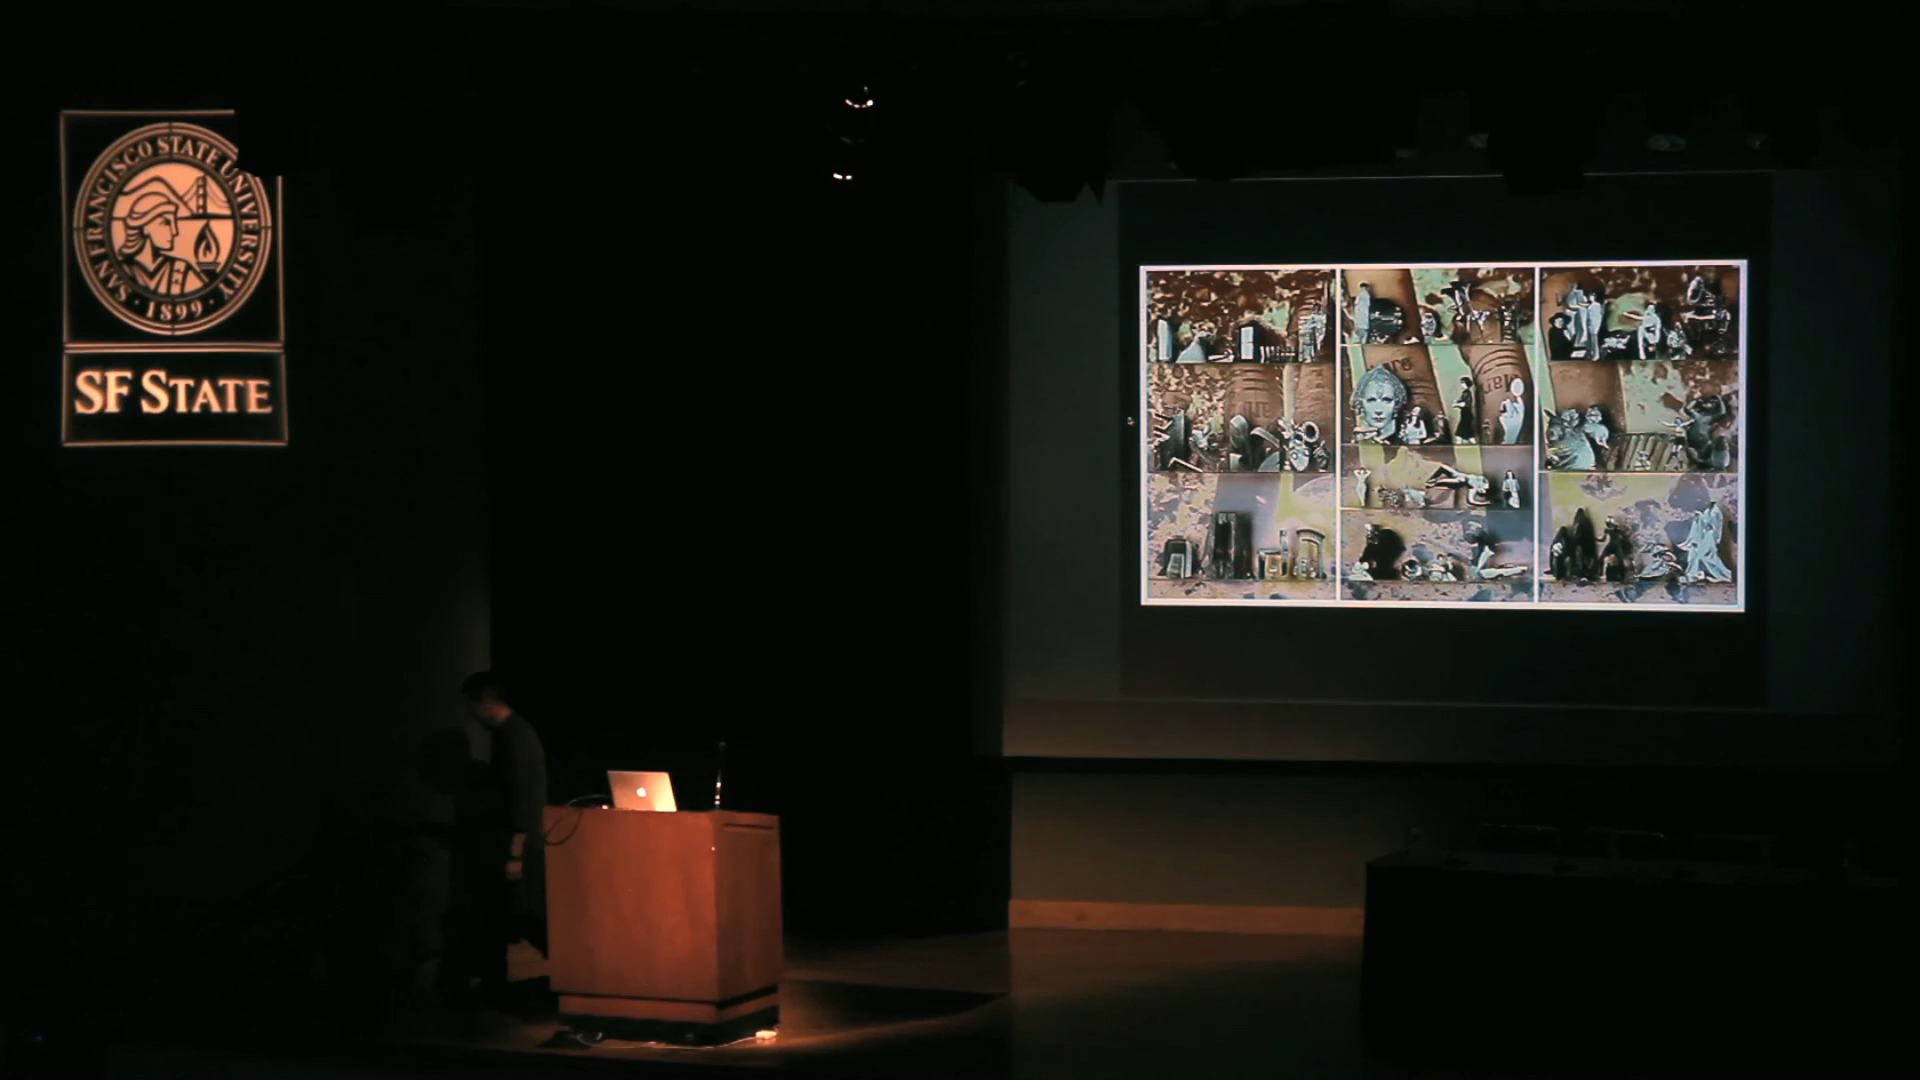 SAN FRANCISCO STATE UNIVERSITY
· 1899 ·
SF STATE